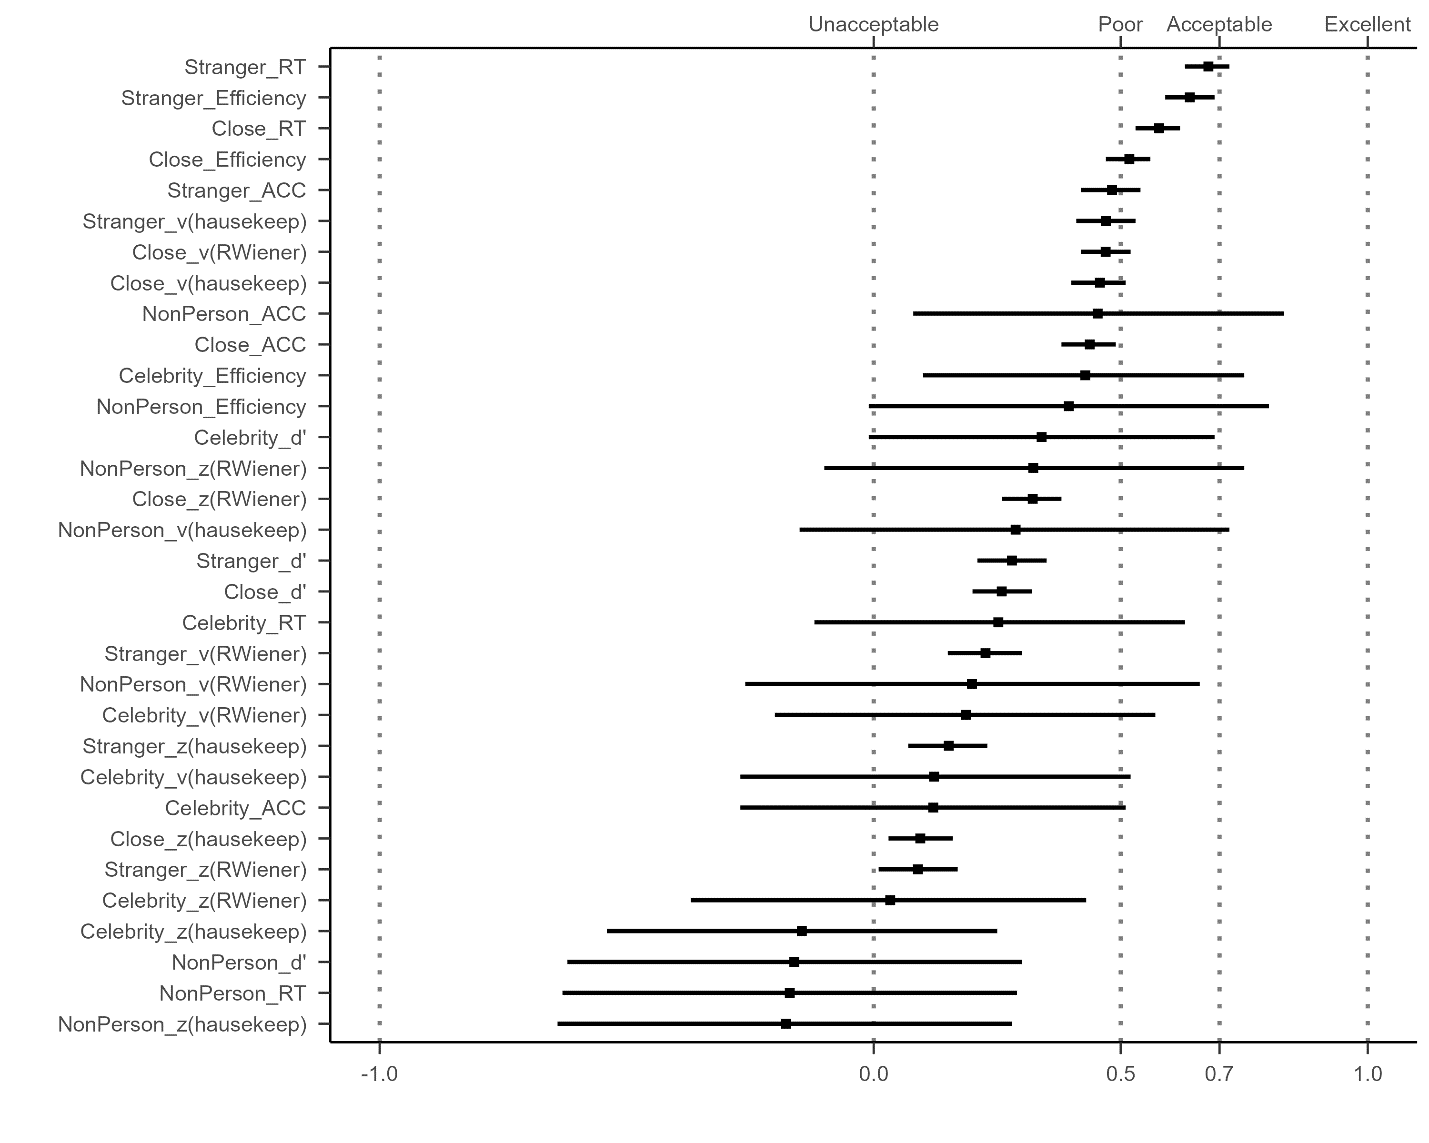 Unacceptable Poor Acceptable Excellent
Stranger_RT
Stranger_Efficiency
Close_RT
Close_Efficiency
Stranger_ACC
Stranger_v(hausekeep)
Close_v(RWiener)
Close_v(hausekeep)
NonPerson_ACC
Close_ACC
Celebrity_Efficiency
NonPerson_Efficiency
Celebrity_d'
NonPerson_z(RWiener)
Close_z(RWiener)
NonPerson_v(hausekeep)
Stranger_d'
Close_d'
Celebrity_RT
Stranger_v(RWiener)
NonPerson_v(RWiener)
Celebrity_v(RWiener)
Stranger_z(hausekeep)
Celebrity_v(hausekeep)
Celebrity_ACC
Close_z(hausekeep)
Stranger_z(RWiener)
Celebrity_z(RWiener)
Celebrity_z(hausekeep)
NonPerson_d'
NonPerson_RT
NonPerson_z(hausekeep)
-1.0 0.0 0.5 0.7 1.0